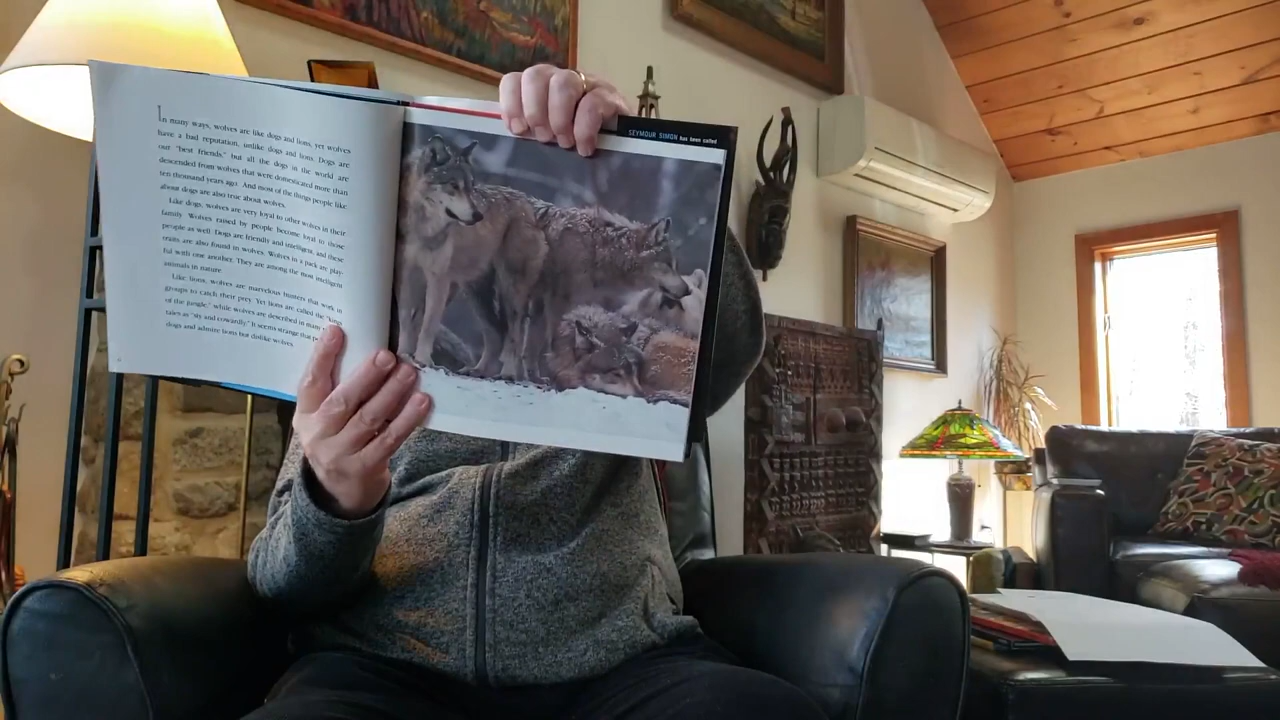 In many ways, wolves are like dogs and lions, yet wolves
have a bad reputation, unlike dogs and lions. Dogs are
our "best friends," but all the dogs in the world are
descended from wolves that were domesticated more than
ten thousand years ago. And most of the things people like
about dogs are also true about wolves.
Like dogs, wolves are very loyal to other wolves in their
family. Wolves raised by people become loyal to those
people as well. Dogs are friendly and intelligent, and these
traits are also found in wolves. Wolves in a pack are play-
ful with one another. They are among the most intelligent
animals in nature.
Like lions, wolves are marvelous hunters that work in
groups to catch their prey. Yet lions are called the "kings
of the jungle," while wolves are described in many
tales as "sly and cowardly." It seems strange that
dogs and admire lions but dislike wolves.
SEYMOUR SIMON has been called